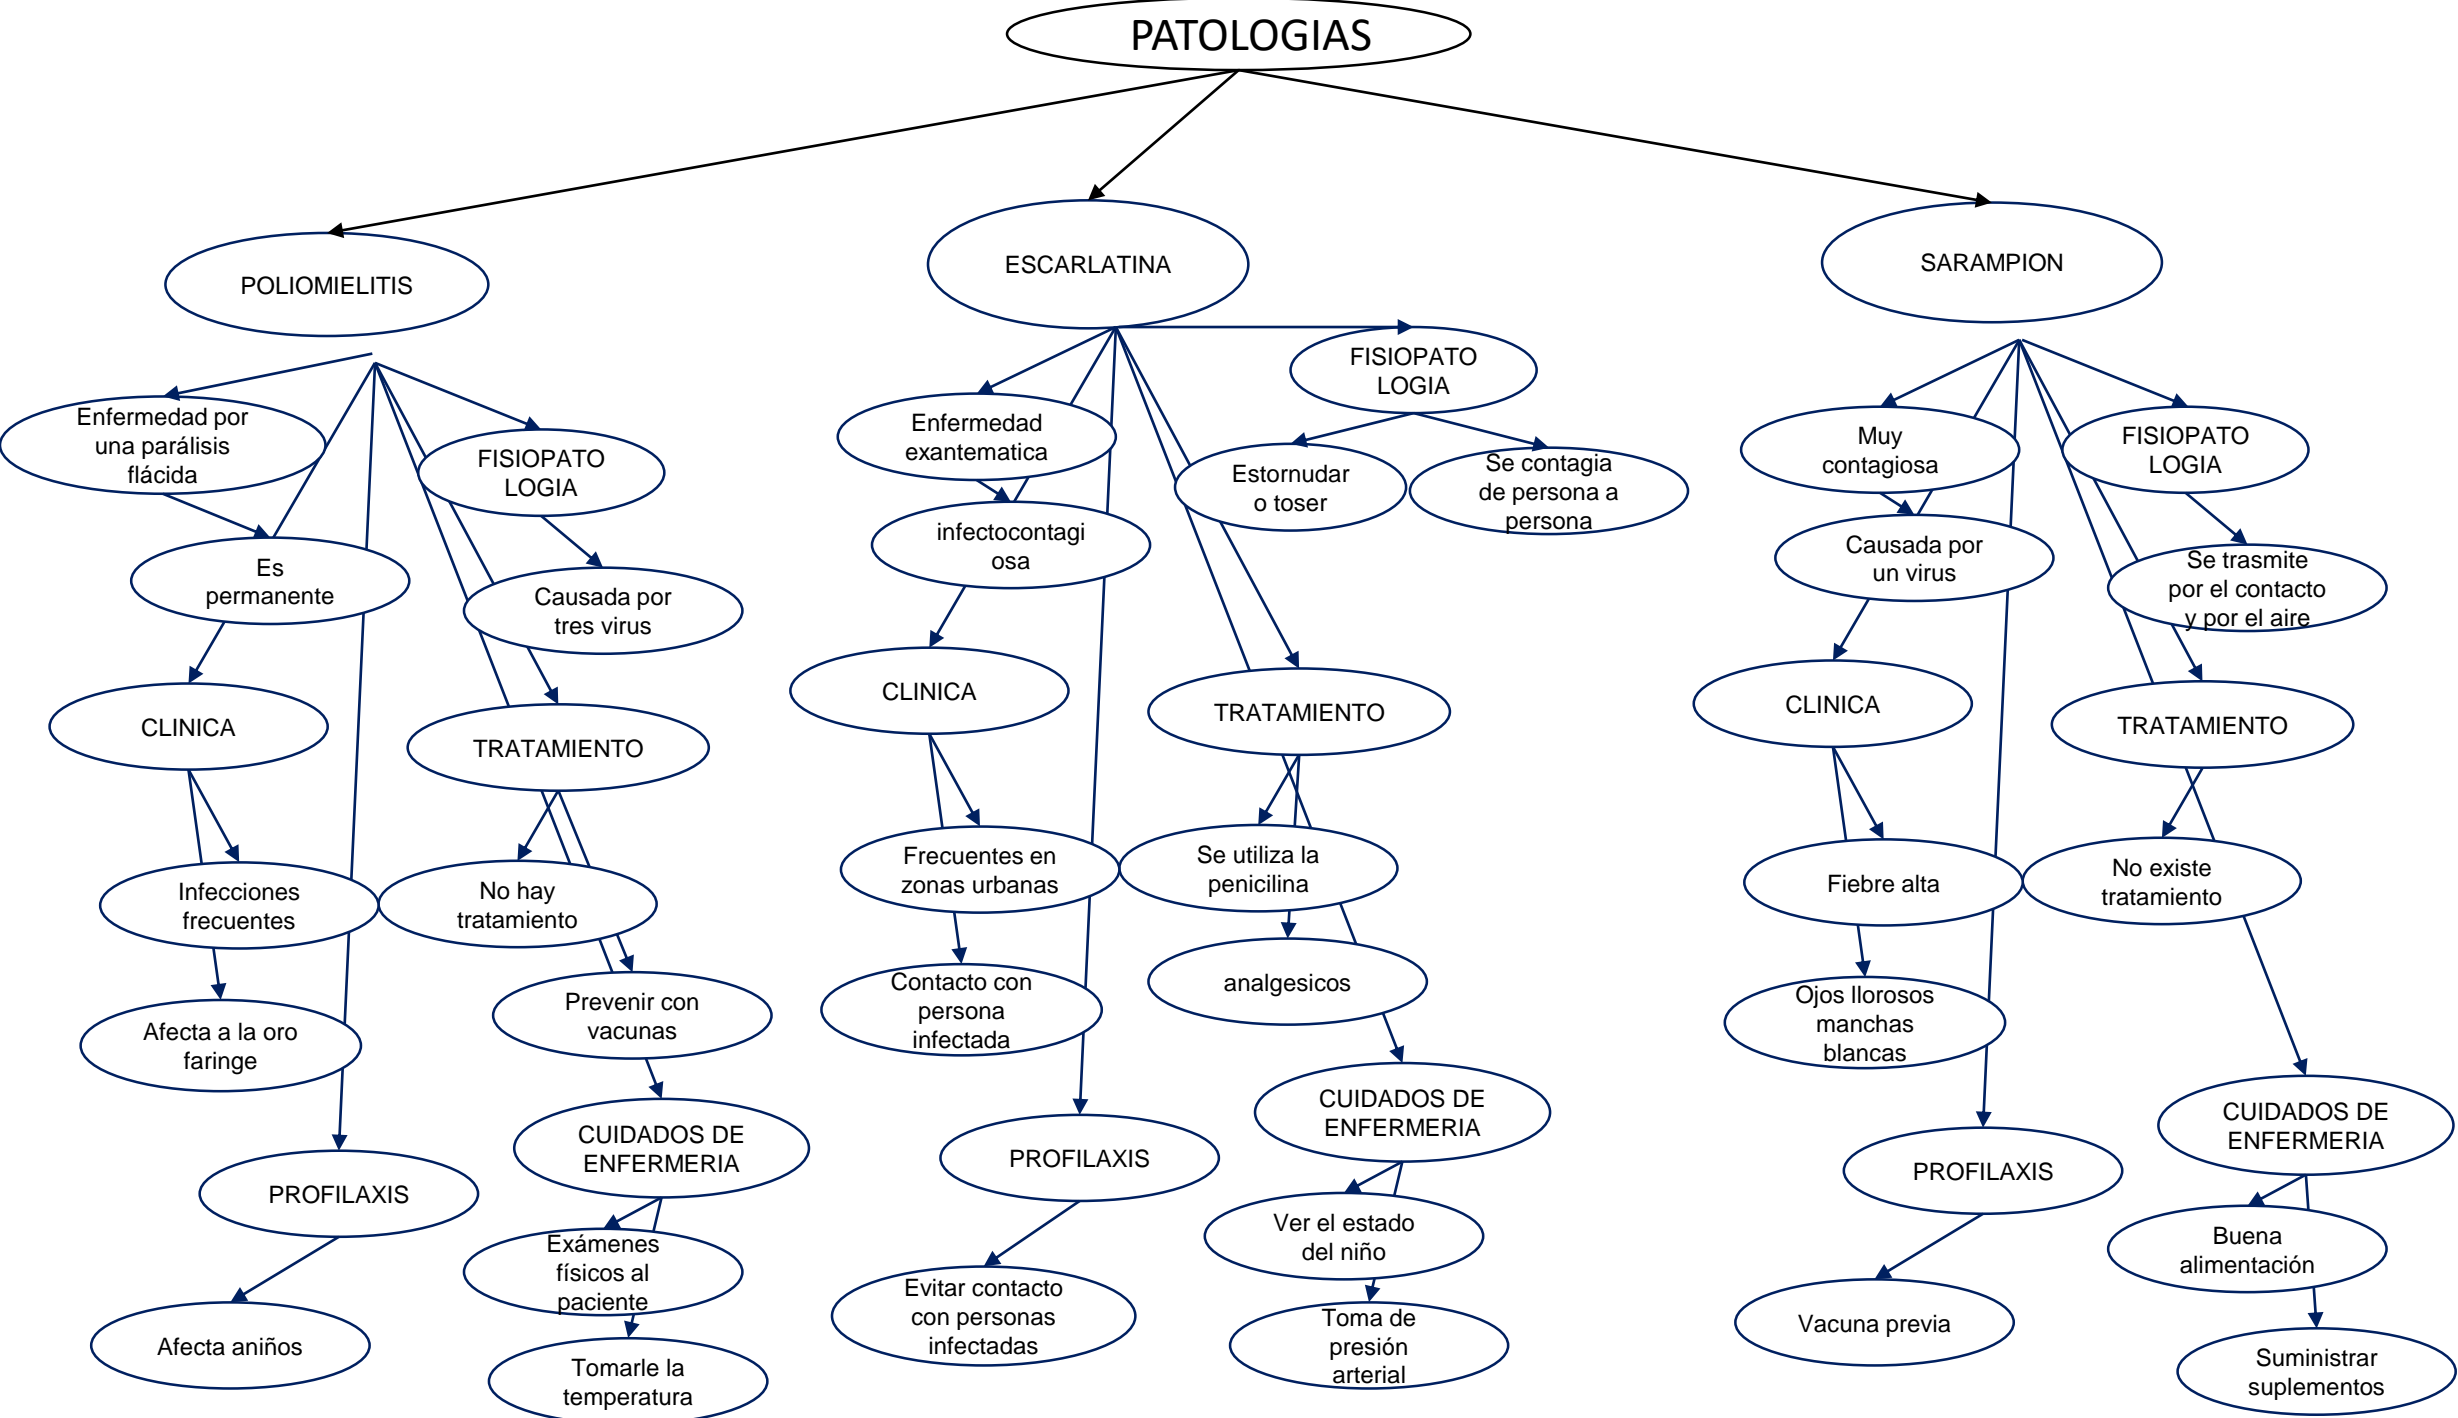 PATOLOGIAS
POLIOMIELITIS
ESCARLATINA
SARAMPION
Enfermedad por
una parálisis
flácida
FISIOPATO
LOGIA
Es
permanente
Causada por
tres virus
CLINICA
TRATAMIENTO
Infecciones
frecuentes
No hay
tratamiento
Afecta a la oro
faringe
Prevenir con
vacunas
PROFILAXIS
CUIDADOS DE
ENFERMERIA
Afecta aniños
Exámenes
físicos al
paciente
Tomarle la
temperatura
FISIOPATO
LOGIA
Enfermedad
exantematica
Estornudar
o toser
Se contagia
de persona a
persona
infectocontagi
osa
CLINICA
TRATAMIENTO
Frecuentes en
zonas urbanas
Se utiliza la
penicilina
Contacto con
persona
infectada
analgesicos
PROFILAXIS
CUIDADOS DE
ENFERMERIA
Evitar contacto
con personas
infectadas
Ver el estado
del niño
Toma de
presión
arterial
Muy
contagiosa
FISIOPATO
LOGIA
Causada por
un virus
Se trasmite
por el contacto
y por el aire
CLINICA
TRATAMIENTO
Fiebre alta
No existe
tratamiento
Ojos llorosos
manchas
blancas
PROFILAXIS
CUIDADOS DE
ENFERMERIA
Vacuna previa
Buena
alimentación
Suministrar
suplementos